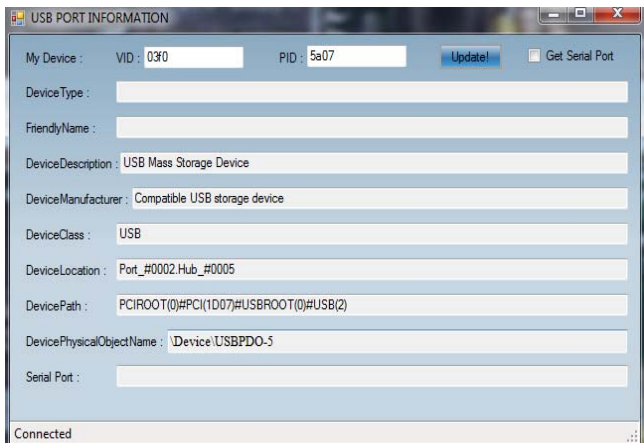 USB PORT INFORMATION
My Device : VID : 03f0 PID : 5a07 Update! Get Serial Port
DeviceType :
FriendlyName :
DeviceDescription : USB Mass Storage Device
DeviceManufacturer : Compatible USB storage device
DeviceClass : USB
DeviceLocation : Port_#0002.Hub_#0005
DevicePath : PCIROOT(0)#PCI(1D07)#USBROOT(0)#USB(2)
DevicePhysicalObjectName : \Device\USBPDO-5
Serial Port :
Connected